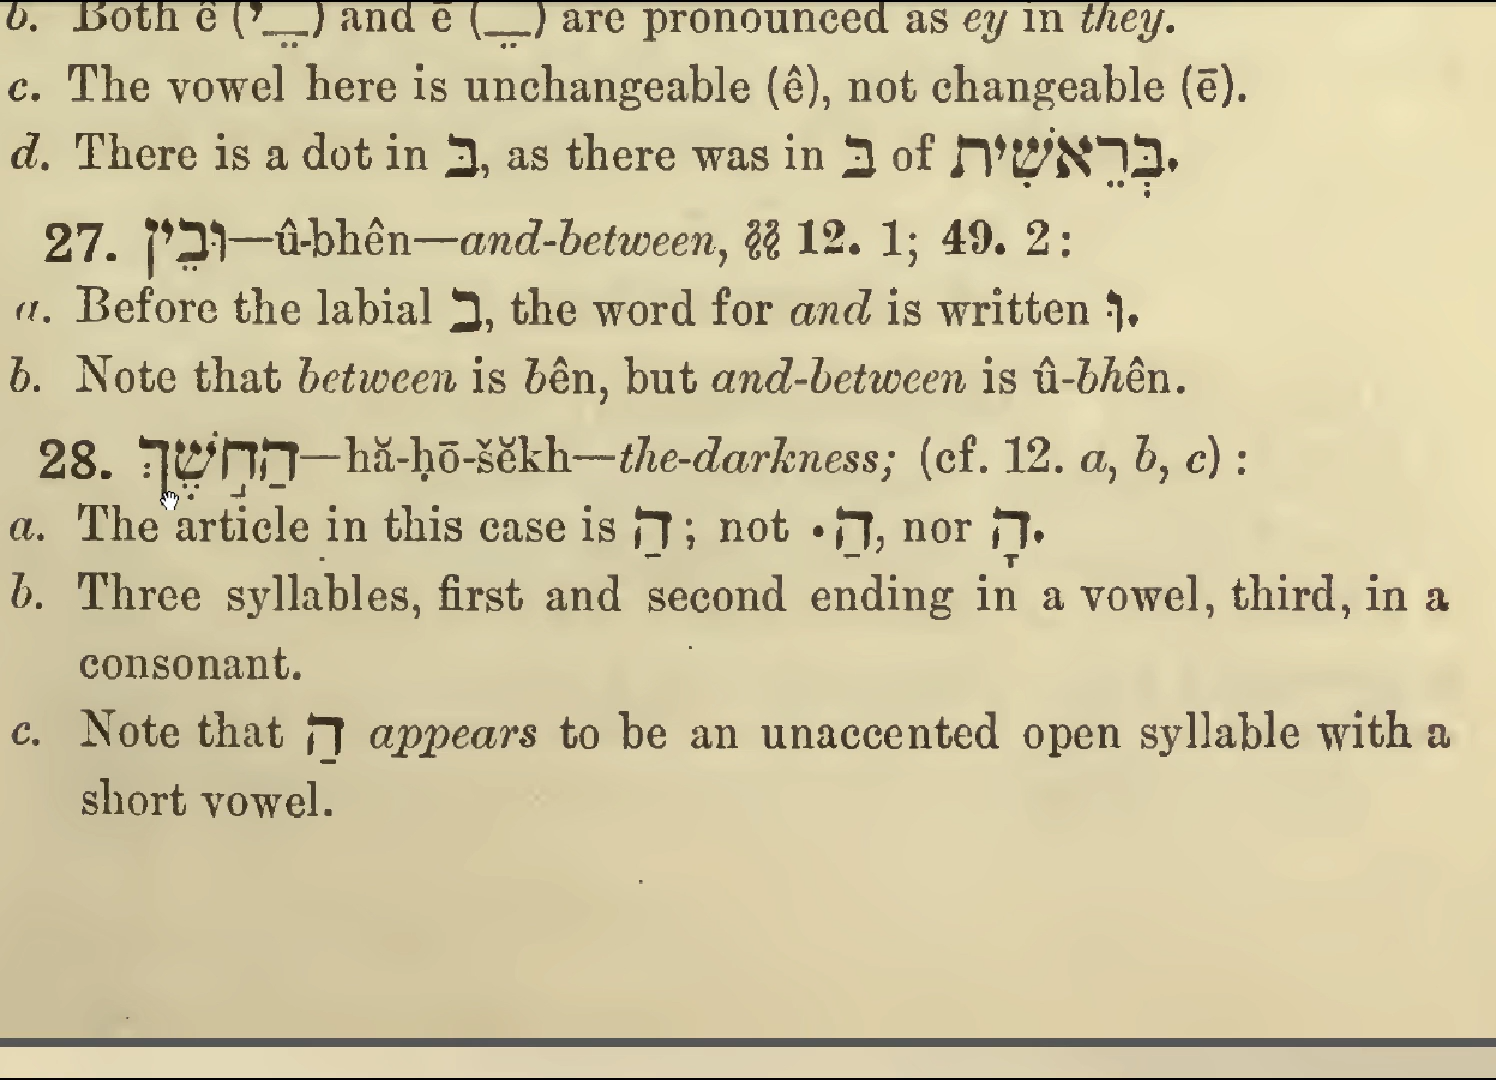 b. Both ê (‎ֵי) and ē (‎ֵ) are pronounced as ey in they.
c. The vowel here is unchangeable (ê), not changeable (ē).
d. There is a dot in בּ, as there was in בּ of בְּרֵאשִׁית.
27. וּבֵין—û-bhên—and-between, §§ 12. 1; 49. 2:
a. Before the labial ב, the word for and is written וּ.
b. Note that between is bên, but and-between is û-bhên.
28. הַחֹשֶׁךְ—hă-ḥō-šĕkh—the-darkness; (cf. 12. a, b, c) :
a. The article in this case is הַ ; not הַּ, nor הָ.
b. Three syllables, first and second ending in a vowel, third, in a
consonant.
c. Note that הַ appears to be an unaccented open syllable with a
short vowel.